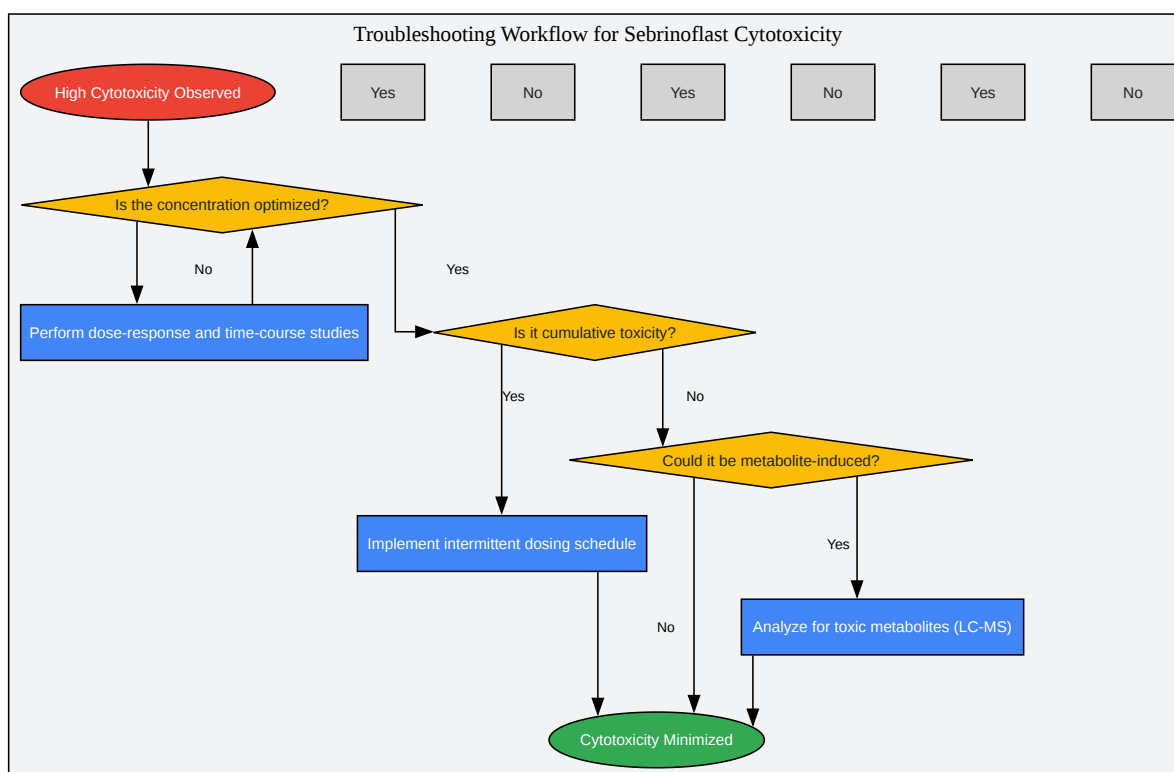 Troubleshooting Workflow for Sebrinoflast Cytotoxicity
High Cytotoxicity Observed
Yes
No
Yes
No
Yes
No
Is the concentration optimized?
No
Yes
Perform dose-response and time-course studies
Is it cumulative toxicity?
Yes
No
Could it be metabolite-induced?
Implement intermittent dosing schedule
Yes
No
Analyze for toxic metabolites (LC-MS)
Cytotoxicity Minimized